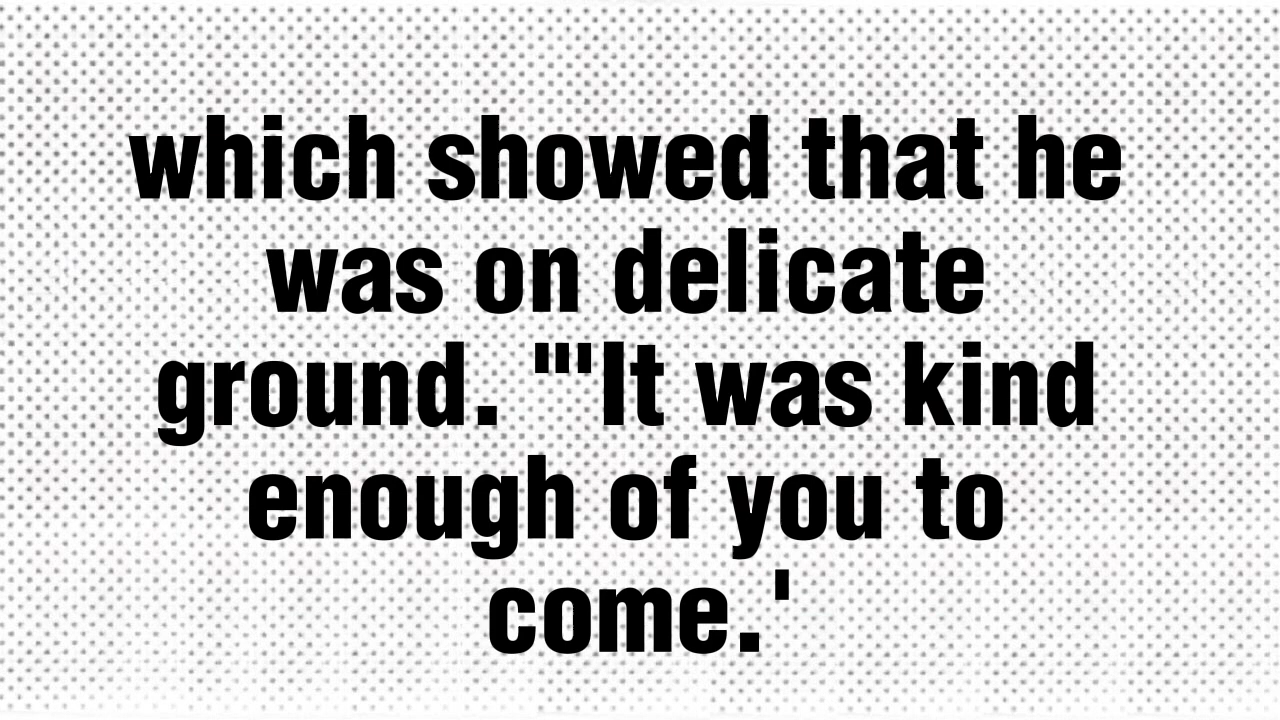 which showed that he
was on delicate
ground. "'It was kind
enough of you to
come.'